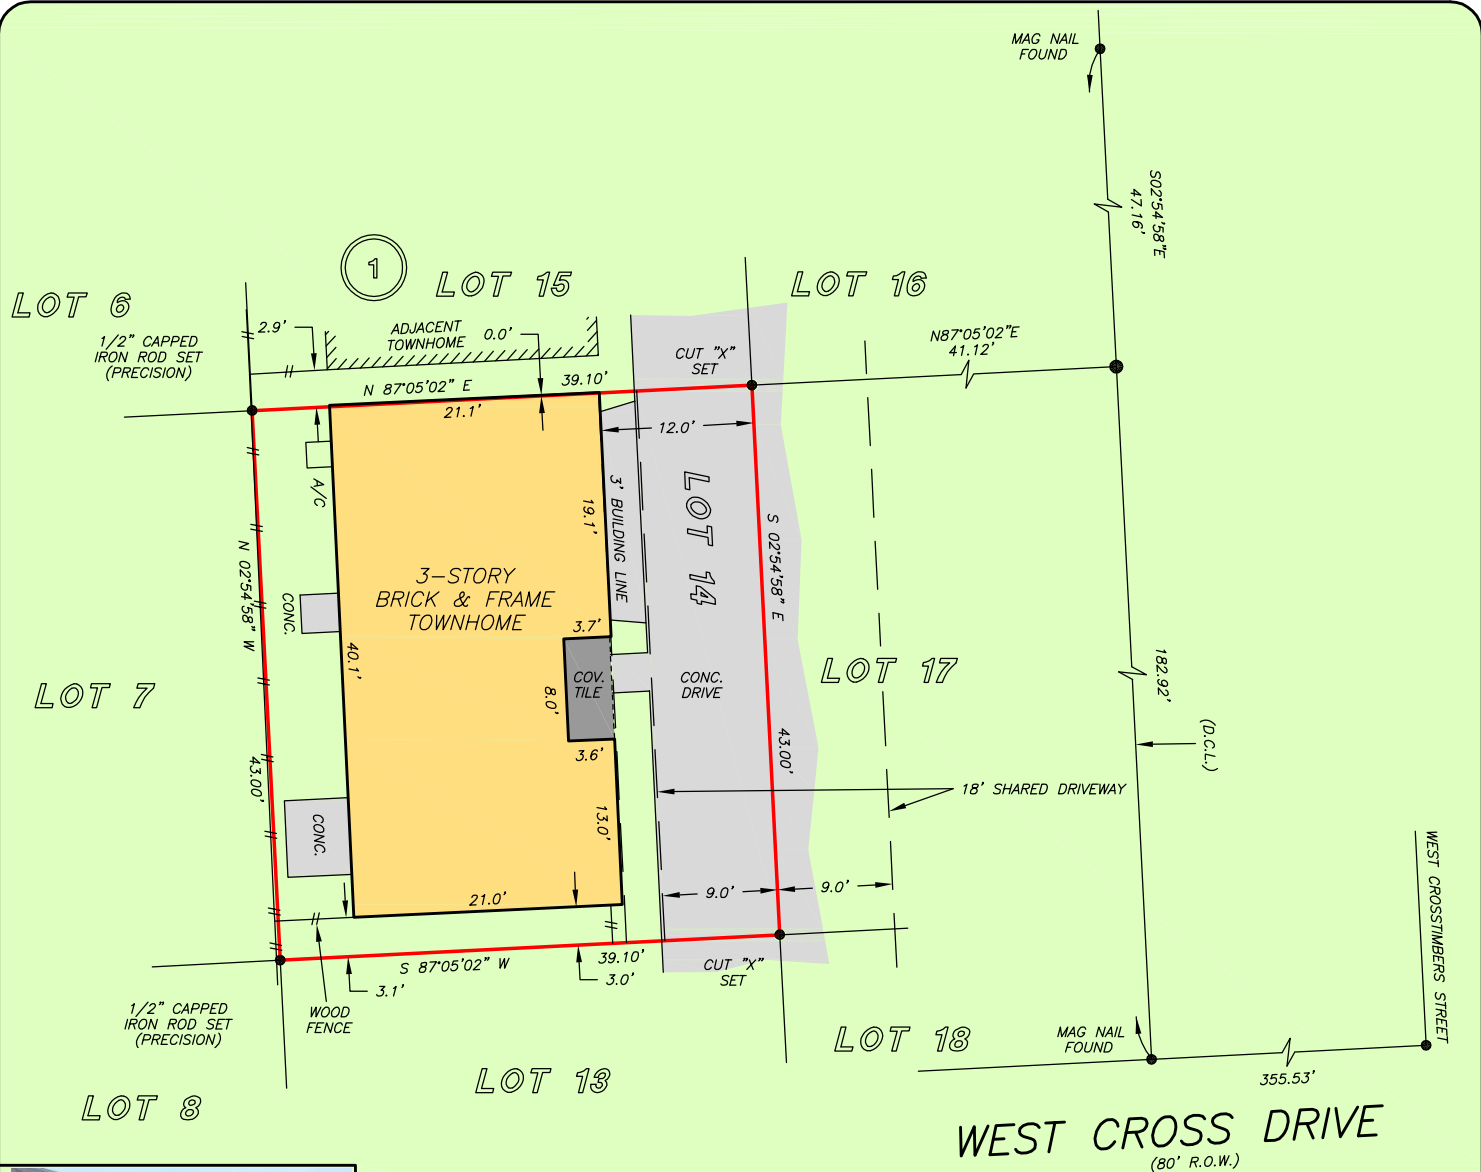 MAG NAIL
FOUND
S02°54'58"E
47.16'
1
LOT 15
LOT 16
LOT 6
1/2" CAPPED
IRON ROD SET
(PRECISION)
2.9'
ADJACENT
TOWNHOME
0.0'
CUT "X"
SET
N87°05'02"E
41.12'
N 87°05'02" E
39.10'
21.1'
12.0'
A/C
19.1'
3' BUILDING LINE
LOT 14
S 02°54'58" E
N 02°54'58" W
3-STORY
BRICK & FRAME
TOWNHOME
CONC.
3.7'
40.1'
COV.
TILE
CONC.
DRIVE
LOT 17
LOT 7
8.0'
182.92'
(D.C.L.)
3.6'
43.00'
43.00'
18' SHARED DRIVEWAY
13.0'
CONC.
WEST CROSSTIMBERS STREET
21.0'
9.0'
9.0'
S 87°05'02" W
39.10'
CUT "X"
SET
3.1'
3.0'
1/2" CAPPED
IRON ROD SET
(PRECISION)
WOOD
FENCE
LOT 18
MAG NAIL
FOUND
355.53'
LOT 13
LOT 8
WEST CROSS DRIVE
(80' R.O.W.)